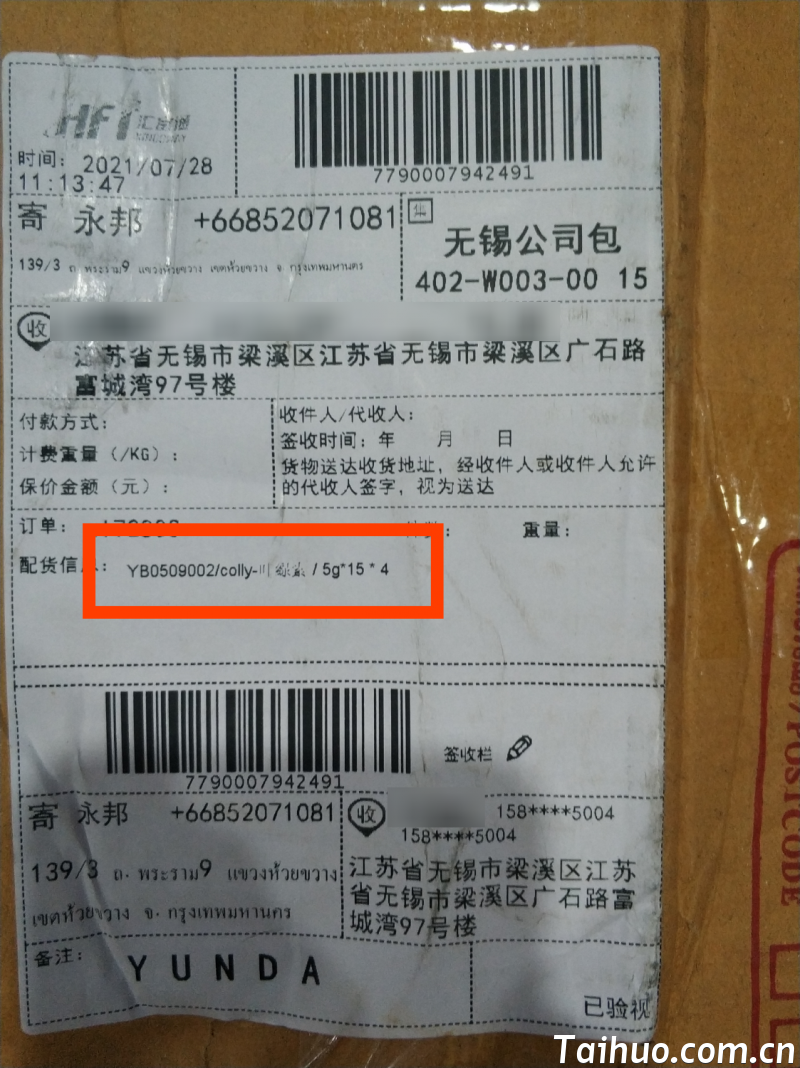 HFT 汇富通
时间: 2021/07/28
11:13:47
7790007942491
寄 永邦 +66852071081
139/3 ถ.พระราม9 แขวงห้วยขวาง เขตห้วยขวาง จ.กรุงเทพมหานคร
集
无锡公司包
402-W003-00 15
收
江苏省无锡市梁溪区江苏省无锡市梁溪区广石路
富城湾97号楼
付款方式:
计费重量（/KG）:
保价金额（元）:
收件人/代收人:
签收时间: 年 月 日
货物送达收货地址，经收件人或收件人允许
的代收人签字，视为送达
订单:
重量:
配货信息: YB0509002/colly-叶绿素 / 5g*15 * 4
7790007942491
签收栏
寄 永邦 +66852071081
139/3 ถ.พระราม9 แขวงห้วยขวาง
เขตห้วยขวาง จ.กรุงเทพมหานคร
收 158****5004
158****5004
江苏省无锡市梁溪区江苏
省无锡市梁溪区广石路富
城湾97号楼
备注: YUNDA
已验视
/POSTCODE
Taihuo.com.cn